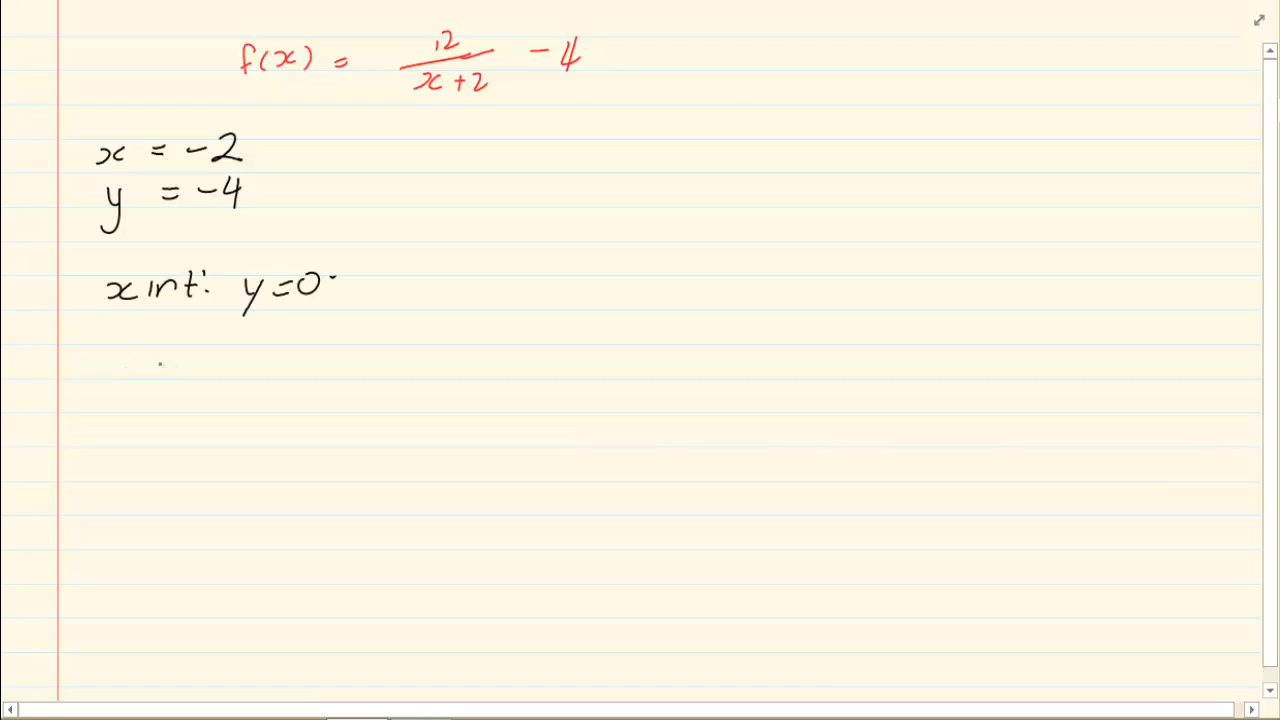 f(x) = 12/(x+2) - 4
x = -2
y = -4
x int: y=0